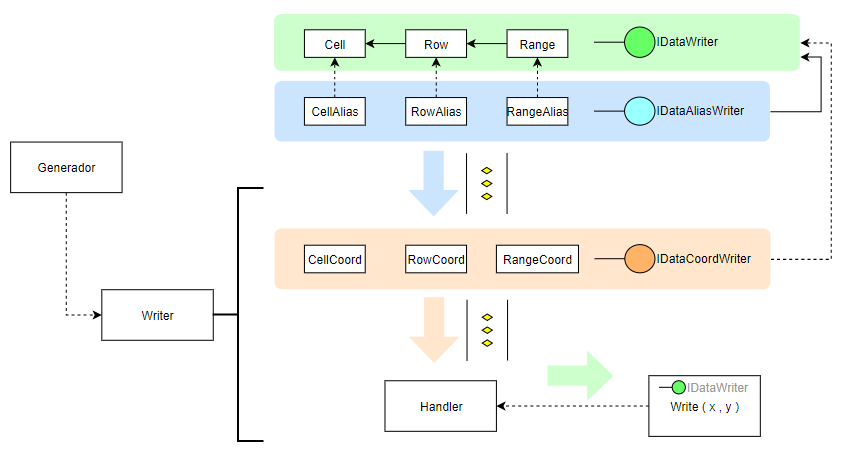 Cell
Row
Range
IDataWriter
CellAlias
RowAlias
RangeAlias
IDataAliasWriter
Generador
CellCoord
RowCoord
RangeCoord
IDataCoordWriter
Writer
IDataWriter
Write ( x , y )
Handler